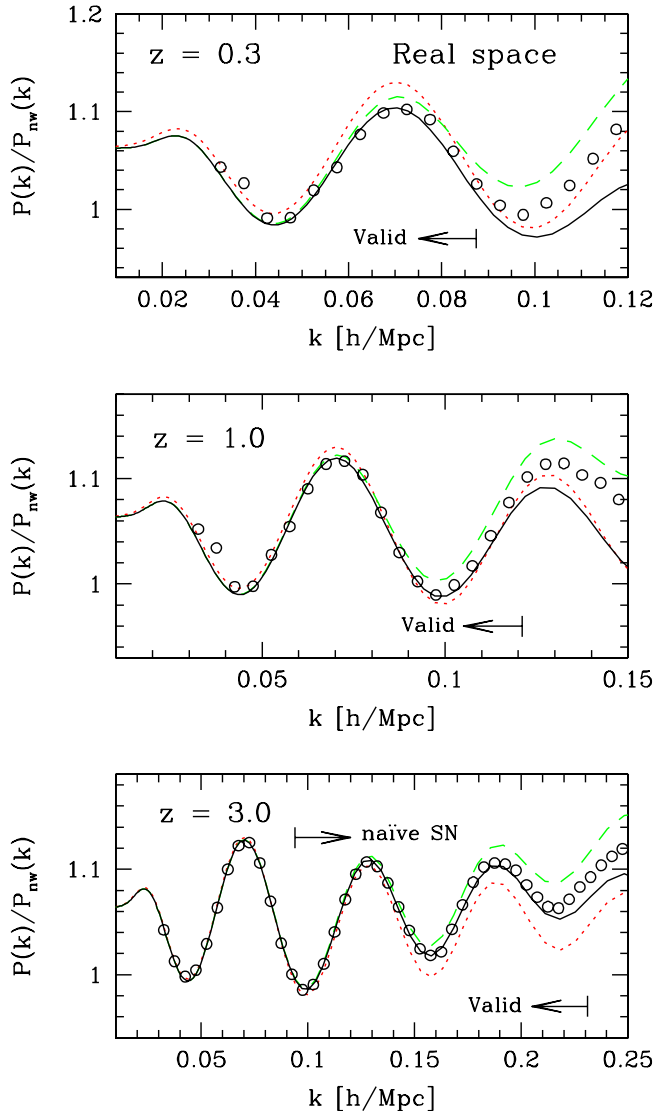 1.2
z = 0.3
Real space
1.1
P(k)/P_nw(k)
1
Valid
0.02
0.04
0.06
0.08
0.1
0.12
k [h/Mpc]
z = 1.0
1.1
P(k)/P_nw(k)
1
Valid
0.05
0.1
0.15
k [h/Mpc]
z = 3.0
naïve SN
1.1
P(k)/P_nw(k)
1
Valid
0.05
0.1
0.15
0.2
0.25
k [h/Mpc]